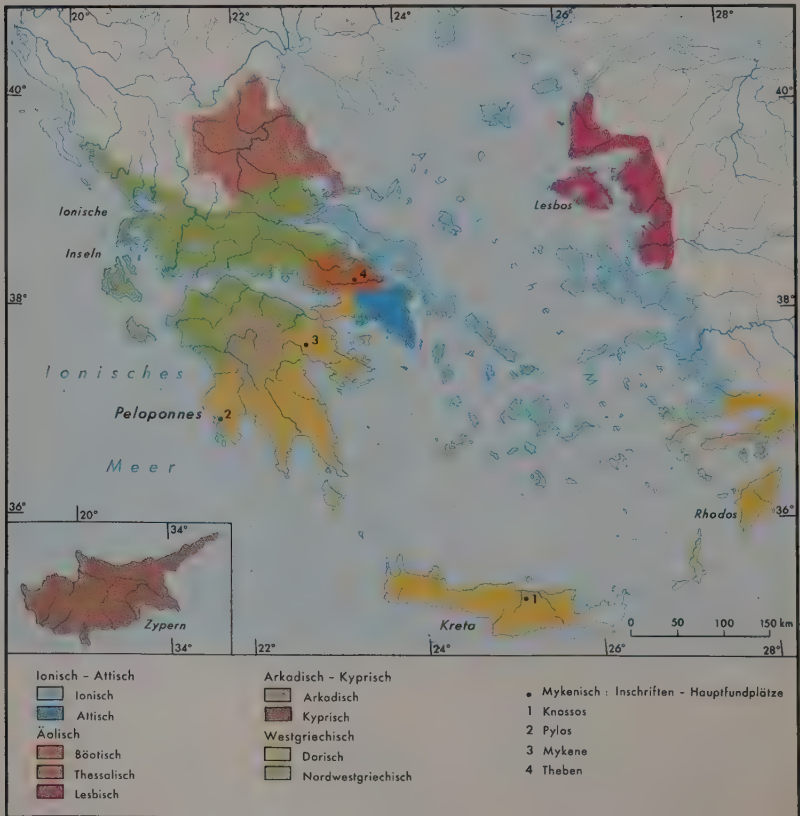 20° 22° 24° 26° 28°
40° 40°
Ionische
Lesbos
Inseln
4
38° 38°
3
Ionisches
Peloponnes 2
Meer
36° 36°
Rhodos
20° 34°
1
Zypern
Kreta
0 50 100 150 km
34° 22° 24° 26° 28°
Ionisch - Attisch
Ionisch
Attisch
Äolisch
Böotisch
Thessalisch
Lesbisch
Arkadisch - Kyprisch
Arkadisch
Kyprisch
Westgriechisch
Dorisch
Nordwestgriechisch
Mykenisch : Inschriften - Hauptfundplätze
1 Knossos
2 Pylos
3 Mykene
4 Theben